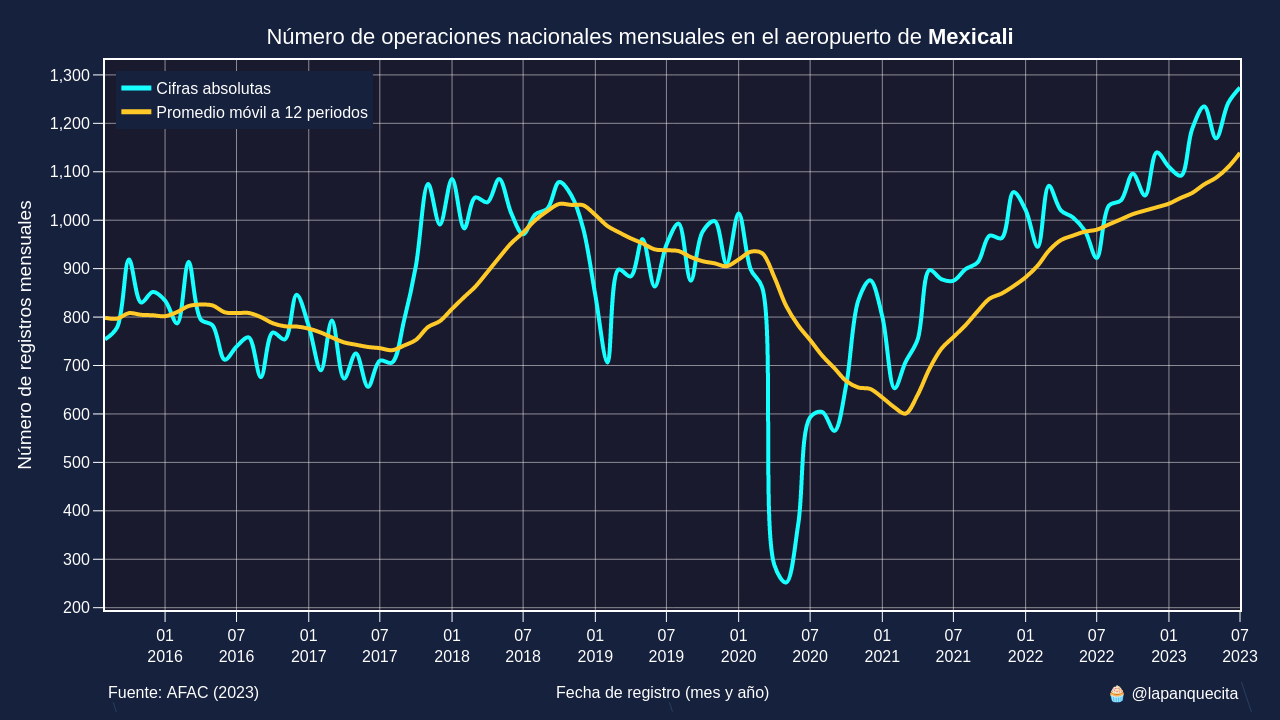 Número de operaciones nacionales mensuales en el aeropuerto de Mexicali
Cifras absolutas
Promedio móvil a 12 periodos
Número de registros mensuales
1,300
1,200
1,100
1,000
900
800
700
600
500
400
300
200
01 07 01 07 01 07 01 07 01 07 01 07 01 07 01 07
2016 2016 2017 2017 2018 2018 2019 2019 2020 2020 2021 2021 2022 2022 2023 2023
Fuente: AFAC (2023)
Fecha de registro (mes y año)
🧁 @lapanquecita